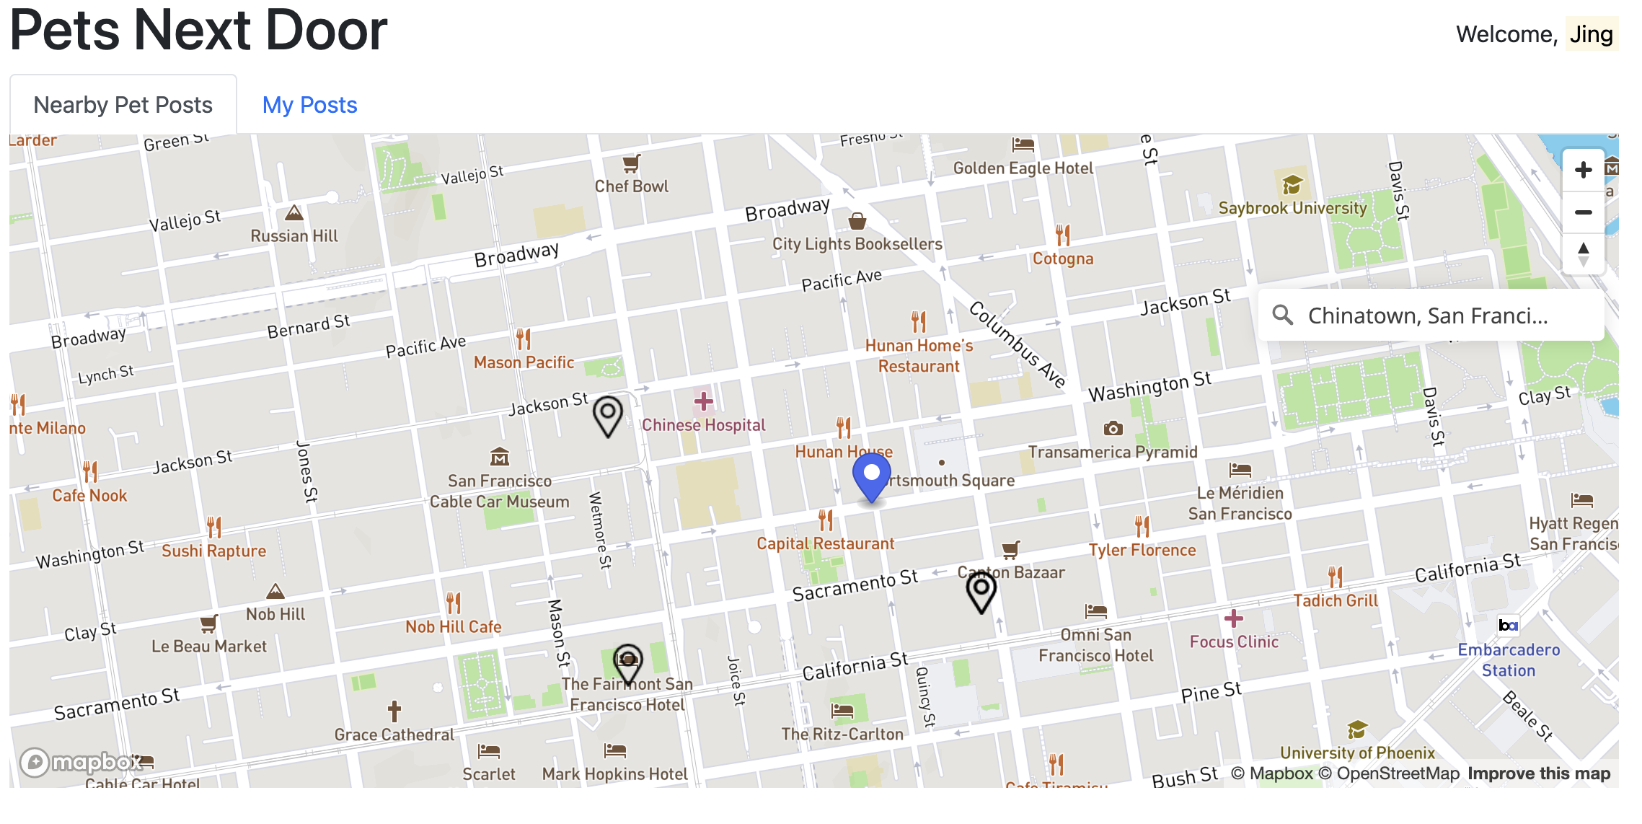 Pets Next Door
Welcome, Jing
Nearby Pet Posts
My Posts
Larder
Green St
Fresno St
e St
Golden Eagle Hotel
Vallejo St
Chef Bowl
Davis St
a
Saybrook University
Vallejo St
Broadway
Russian Hill
City Lights Booksellers
Cotogna
Broadway
Pacific Ave
Jackson St
Columbus Ave
Chinatown, San Franci...
Bernard St
Broadway
Pacific Ave
Hunan Home's
Restaurant
Mason Pacific
Lynch St
Washington St
Clay St
Jackson St
Davis St
nte Milano
Chinese Hospital
Hunan House
Transamerica Pyramid
Jackson St
Jones St
San Francisco
Cable Car Museum
rtsmouth Square
Cafe Nook
Le Méridien
San Francisco
Wetmore St
Hyatt Regen
San Francisc
Washington St
Sushi Rapture
Capital Restaurant
Tyler Florence
Canton Bazaar
California St
Sacramento St
Nob Hill
Tadich Grill
Clay St
Le Beau Market
Nob Hill Cafe
Mason St
Omni San
Francisco Hotel
Focus Clinic
ba
Embarcadero
Station
California St
Joice St
Quincy St
The Fairmont San
Francisco Hotel
Sacramento St
Pine St
Beale St
Grace Cathedral
The Ritz-Carlton
University of Phoenix
mapbox
Cable Car Hotel
Scarlet
Mark Hopkins Hotel
Cafe Tiramisu
Bush St
© Mapbox © OpenStreetMap Improve this map